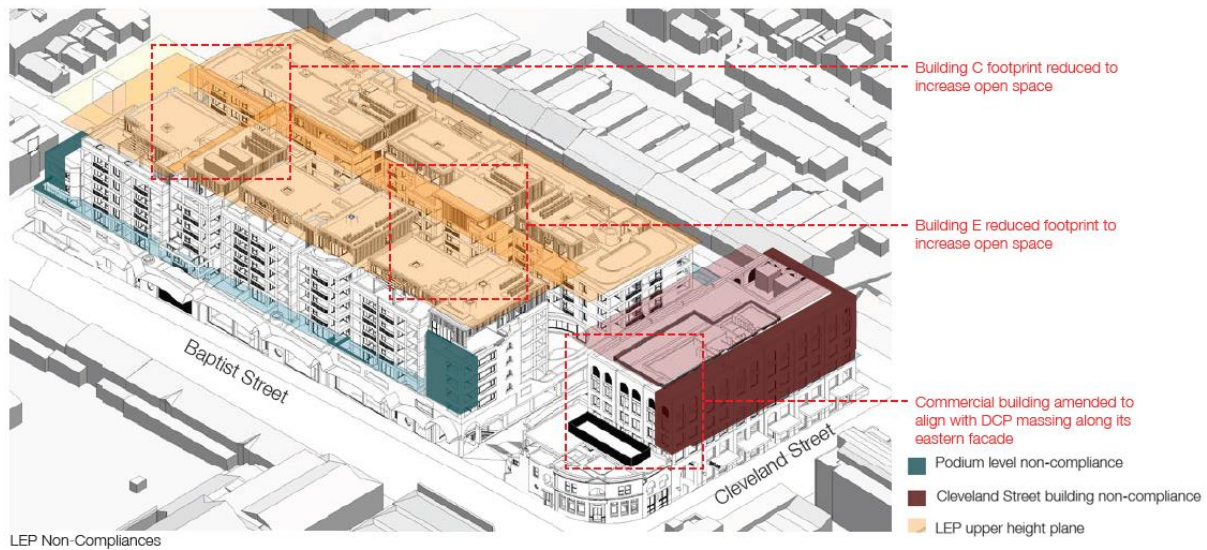 Building C footprint reduced to
increase open space
Building E reduced footprint to
increase open space
Baptist Street
Cleveland Street
Commercial building amended to
align with DCP massing along its
eastern facade
Podium level non-compliance
Cleveland Street building non-compliance
LEP upper height plane
LEP Non-Compliances